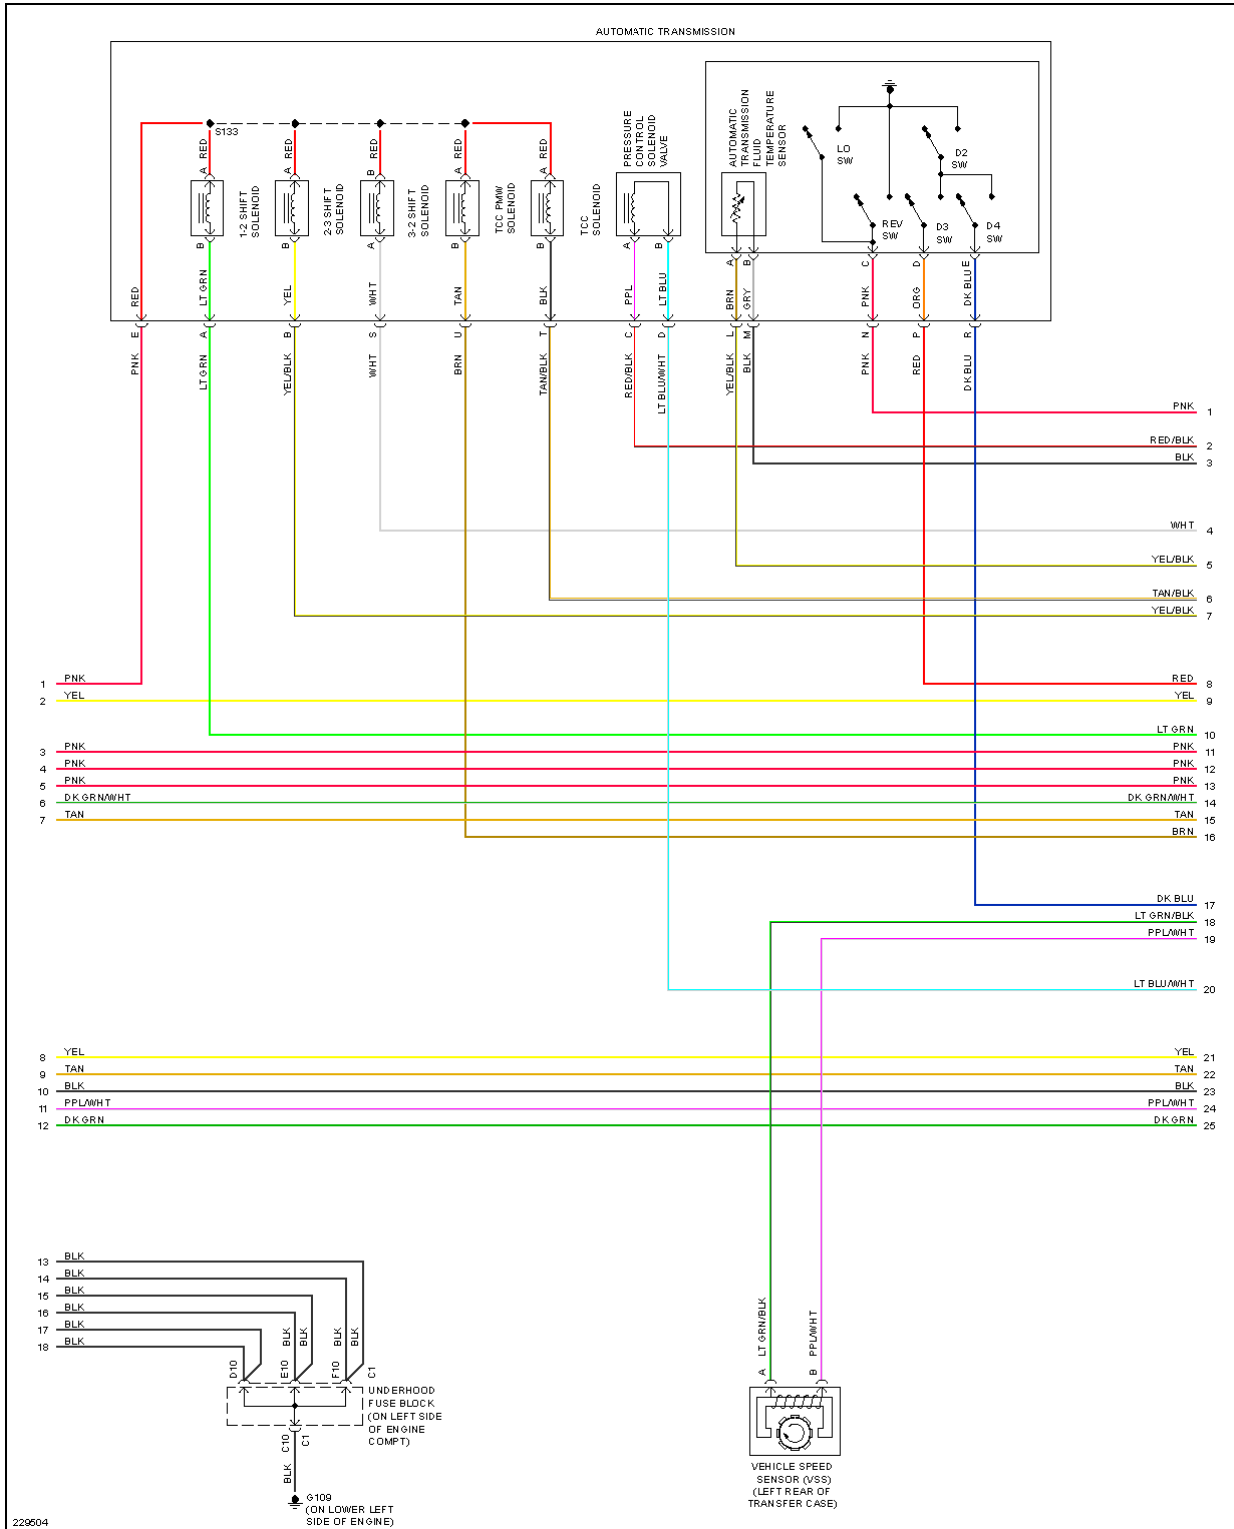 AUTOMATIC TRANSMISSION
S133
RED
RED
RED
RED
RED
A
A
B
A
A
1-2 SHIFT
SOLENOID
2-3 SHIFT
SOLENOID
3-2 SHIFT
SOLENOID
TCC PMW
SOLENOID
TCC
SOLENOID
PRESSURE
CONTROL
SOLENOID
VALVE
AUTOMATIC
TRANSMISSION
FLUID
TEMPERATURE
SENSOR
LO
SW
D2
SW
REV
SW
D3
SW
D4
SW
B
B
A
B
B
A
B
A
B
C
D
E
RED
LT GRN
YEL
WHT
TAN
BLK
PPL
LT BLU
BRN
GRY
PNK
ORG
DK BLU
E
A
B
S
U
T
C
D
L
M
N
P
R
PNK
LT GRN
YEL/BLK
WHT
BRN
TAN/BLK
RED/BLK
LT BLU/WHT
YEL/BLK
BLK
PNK
RED
DK BLU
PNK 1
RED/BLK 2
BLK 3
WHT 4
YEL/BLK 5
TAN/BLK 6
YEL/BLK 7
1 PNK
RED 8
2 YEL
YEL 9
LT GRN 10
3 PNK
PNK 11
4 PNK
PNK 12
5 PNK
PNK 13
6 DK GRN/WHT
DK GRN/WHT 14
7 TAN
TAN 15
BRN 16
DK BLU 17
LT GRN/BLK 18
PPL/WHT 19
LT BLU/WHT 20
8 YEL
YEL 21
9 TAN
TAN 22
10 BLK
BLK 23
11 PPL/WHT
PPL/WHT 24
12 DK GRN
DK GRN 25
13 BLK
14 BLK
15 BLK
16 BLK
17 BLK
18 BLK
BLK
BLK
BLK
BLK
D10
E10
F10
C1
UNDERHOOD
FUSE BLOCK
(ON LEFT SIDE
OF ENGINE
COMPT)
C10
C1
BLK
G109
(ON LOWER LEFT
SIDE OF ENGINE)
LT GRN/BLK
PPL/WHT
A
B
VEHICLE SPEED
SENSOR (VSS)
(LEFT REAR OF
TRANSFER CASE)
229504